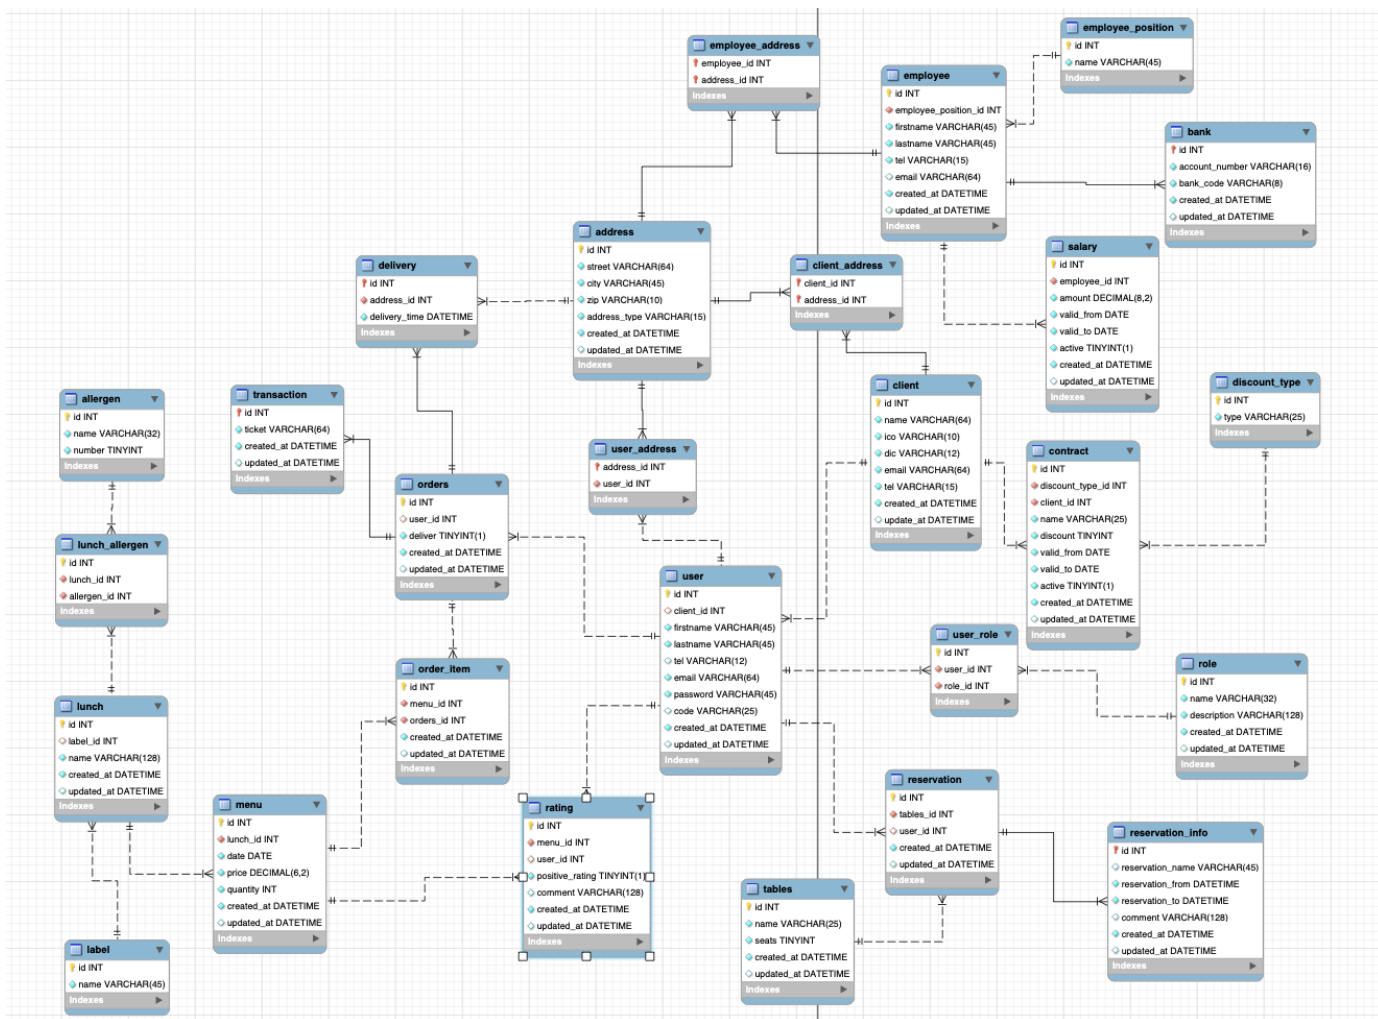 employee_position
id INT
name VARCHAR(45)
Indexes
employee_address
employee_id INT
address_id INT
Indexes
employee
id INT
employee_position_id INT
firstname VARCHAR(45)
lastname VARCHAR(45)
tel VARCHAR(15)
email VARCHAR(64)
created_at DATETIME
updated_at DATETIME
Indexes
bank
id INT
account_number VARCHAR(16)
bank_code VARCHAR(8)
created_at DATETIME
updated_at DATETIME
Indexes
address
id INT
street VARCHAR(64)
city VARCHAR(45)
zip VARCHAR(10)
address_type VARCHAR(15)
created_at DATETIME
updated_at DATETIME
Indexes
salary
id INT
employee_id INT
amount DECIMAL(8,2)
valid_from DATE
valid_to DATE
active TINYINT(1)
created_at DATETIME
updated_at DATETIME
Indexes
delivery
id INT
address_id INT
delivery_time DATETIME
Indexes
client_address
client_id INT
address_id INT
Indexes
allergen
id INT
name VARCHAR(32)
number TINYINT
Indexes
transaction
id INT
ticket VARCHAR(64)
created_at DATETIME
updated_at DATETIME
Indexes
client
id INT
name VARCHAR(64)
ico VARCHAR(10)
dic VARCHAR(12)
email VARCHAR(64)
tel VARCHAR(15)
created_at DATETIME
update_at DATETIME
Indexes
discount_type
id INT
type VARCHAR(25)
Indexes
contract
id INT
discount_type_id INT
client_id INT
name VARCHAR(25)
discount TINYINT
valid_from DATE
valid_to DATE
active TINYINT(1)
created_at DATETIME
updated_at DATETIME
Indexes
user_address
address_id INT
user_id INT
Indexes
orders
id INT
user_id INT
deliver TINYINT(1)
created_at DATETIME
updated_at DATETIME
Indexes
lunch_allergen
id INT
lunch_id INT
allergen_id INT
Indexes
user
id INT
client_id INT
firstname VARCHAR(45)
lastname VARCHAR(45)
tel VARCHAR(12)
email VARCHAR(64)
password VARCHAR(45)
code VARCHAR(25)
created_at DATETIME
updated_at DATETIME
Indexes
user_role
id INT
user_id INT
role_id INT
Indexes
role
id INT
name VARCHAR(32)
description VARCHAR(128)
created_at DATETIME
updated_at DATETIME
Indexes
order_item
id INT
menu_id INT
orders_id INT
created_at DATETIME
updated_at DATETIME
Indexes
lunch
id INT
label_id INT
name VARCHAR(128)
created_at DATETIME
updated_at DATETIME
Indexes
menu
id INT
lunch_id INT
date DATE
price DECIMAL(6,2)
quantity INT
created_at DATETIME
updated_at DATETIME
Indexes
rating
id INT
menu_id INT
user_id INT
positive_rating TINYINT(1)
comment VARCHAR(128)
created_at DATETIME
updated_at DATETIME
Indexes
reservation
id INT
tables_id INT
user_id INT
created_at DATETIME
updated_at DATETIME
Indexes
reservation_info
id INT
reservation_name VARCHAR(45)
reservation_from DATETIME
reservation_to DATETIME
comment VARCHAR(128)
created_at DATETIME
updated_at DATETIME
Indexes
tables
id INT
name VARCHAR(25)
seats TINYINT
created_at DATETIME
updated_at DATETIME
Indexes
label
id INT
name VARCHAR(45)
Indexes